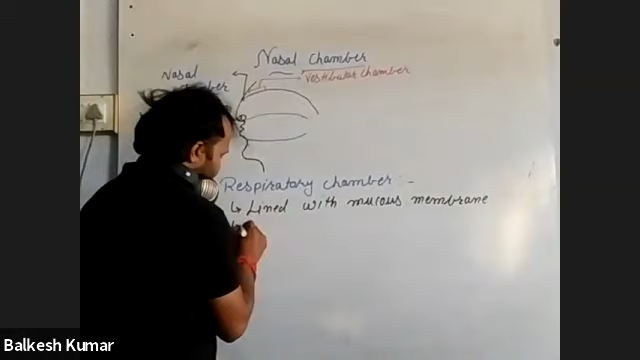 Nasal chamber
Nasal
Vestibular chamber
Respiratory chamber :-
↳ Lined with mucous membrane
Balkesh Kumar